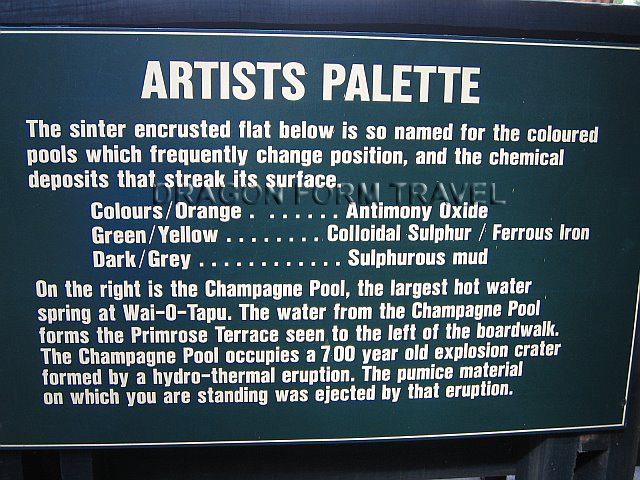 ARTISTS PALETTE
The sinter encrusted flat below is so named for the coloured
pools which frequently change position, and the chemical
deposits that streak its surface.
DRAGON FORM TRAVEL
Colours/Orange . . . . . . . Antimony Oxide
Green/Yellow . . . . . . . . Colloidal Sulphur / Ferrous Iron
Dark/Grey . . . . . . . . . . . . Sulphurous mud
On the right is the Champagne Pool, the largest hot water
spring at Wai-O-Tapu. The water from the Champagne Pool
forms the Primrose Terrace seen to the left of the boardwalk.
The Champagne Pool occupies a 700 year old explosion crater
formed by a hydro-thermal eruption. The pumice material
on which you are standing was ejected by that eruption.